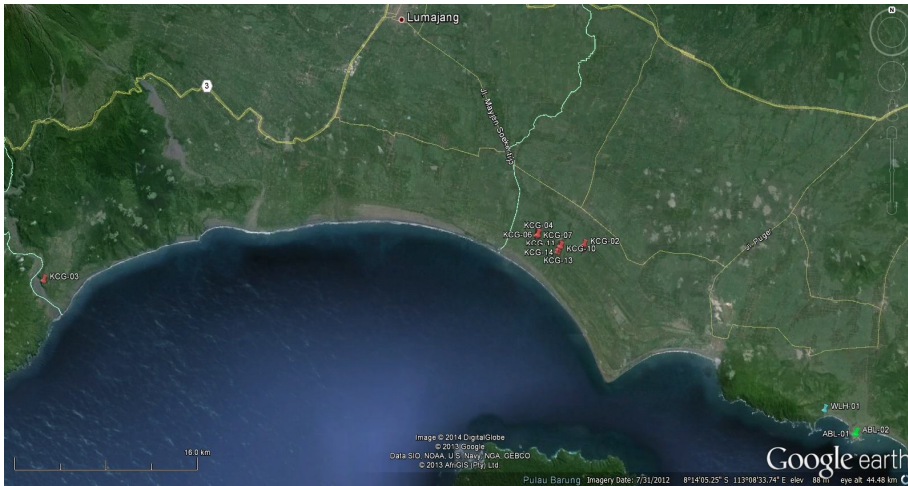 N
Lumajang
3
Jl-Mayjen-Soekertijo
KCG-04
KCG-06
KCG-07
KCG-02
KCG-11
KCG-10
KCG-14
KCG-13
Jl-Puger
KCG-03
WLH-01
ABL-01
ABL-02
16.0 km
Image © 2014 DigitalGlobe
© 2013 Google
Data SIO, NOAA, U.S. Navy, NGA, GEBCO
© 2013 AfriGIS (Pty) Ltd.
Google earth
Pulau Barung
Imagery Date: 7/31/2012 8°14'05.25" S 113°08'33.74" E elev 88 m eye alt 44.48 km